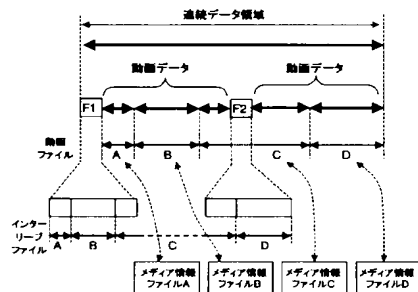 連続データ領域
動画データ 動画データ
F1 F2
動画
ファイル
A B C D
インター
リーブ
ファイル
A B C D
メディア情報
ファイルA
メディア情報
ファイルB
メディア情報
ファイルC
メディア情報
ファイルD